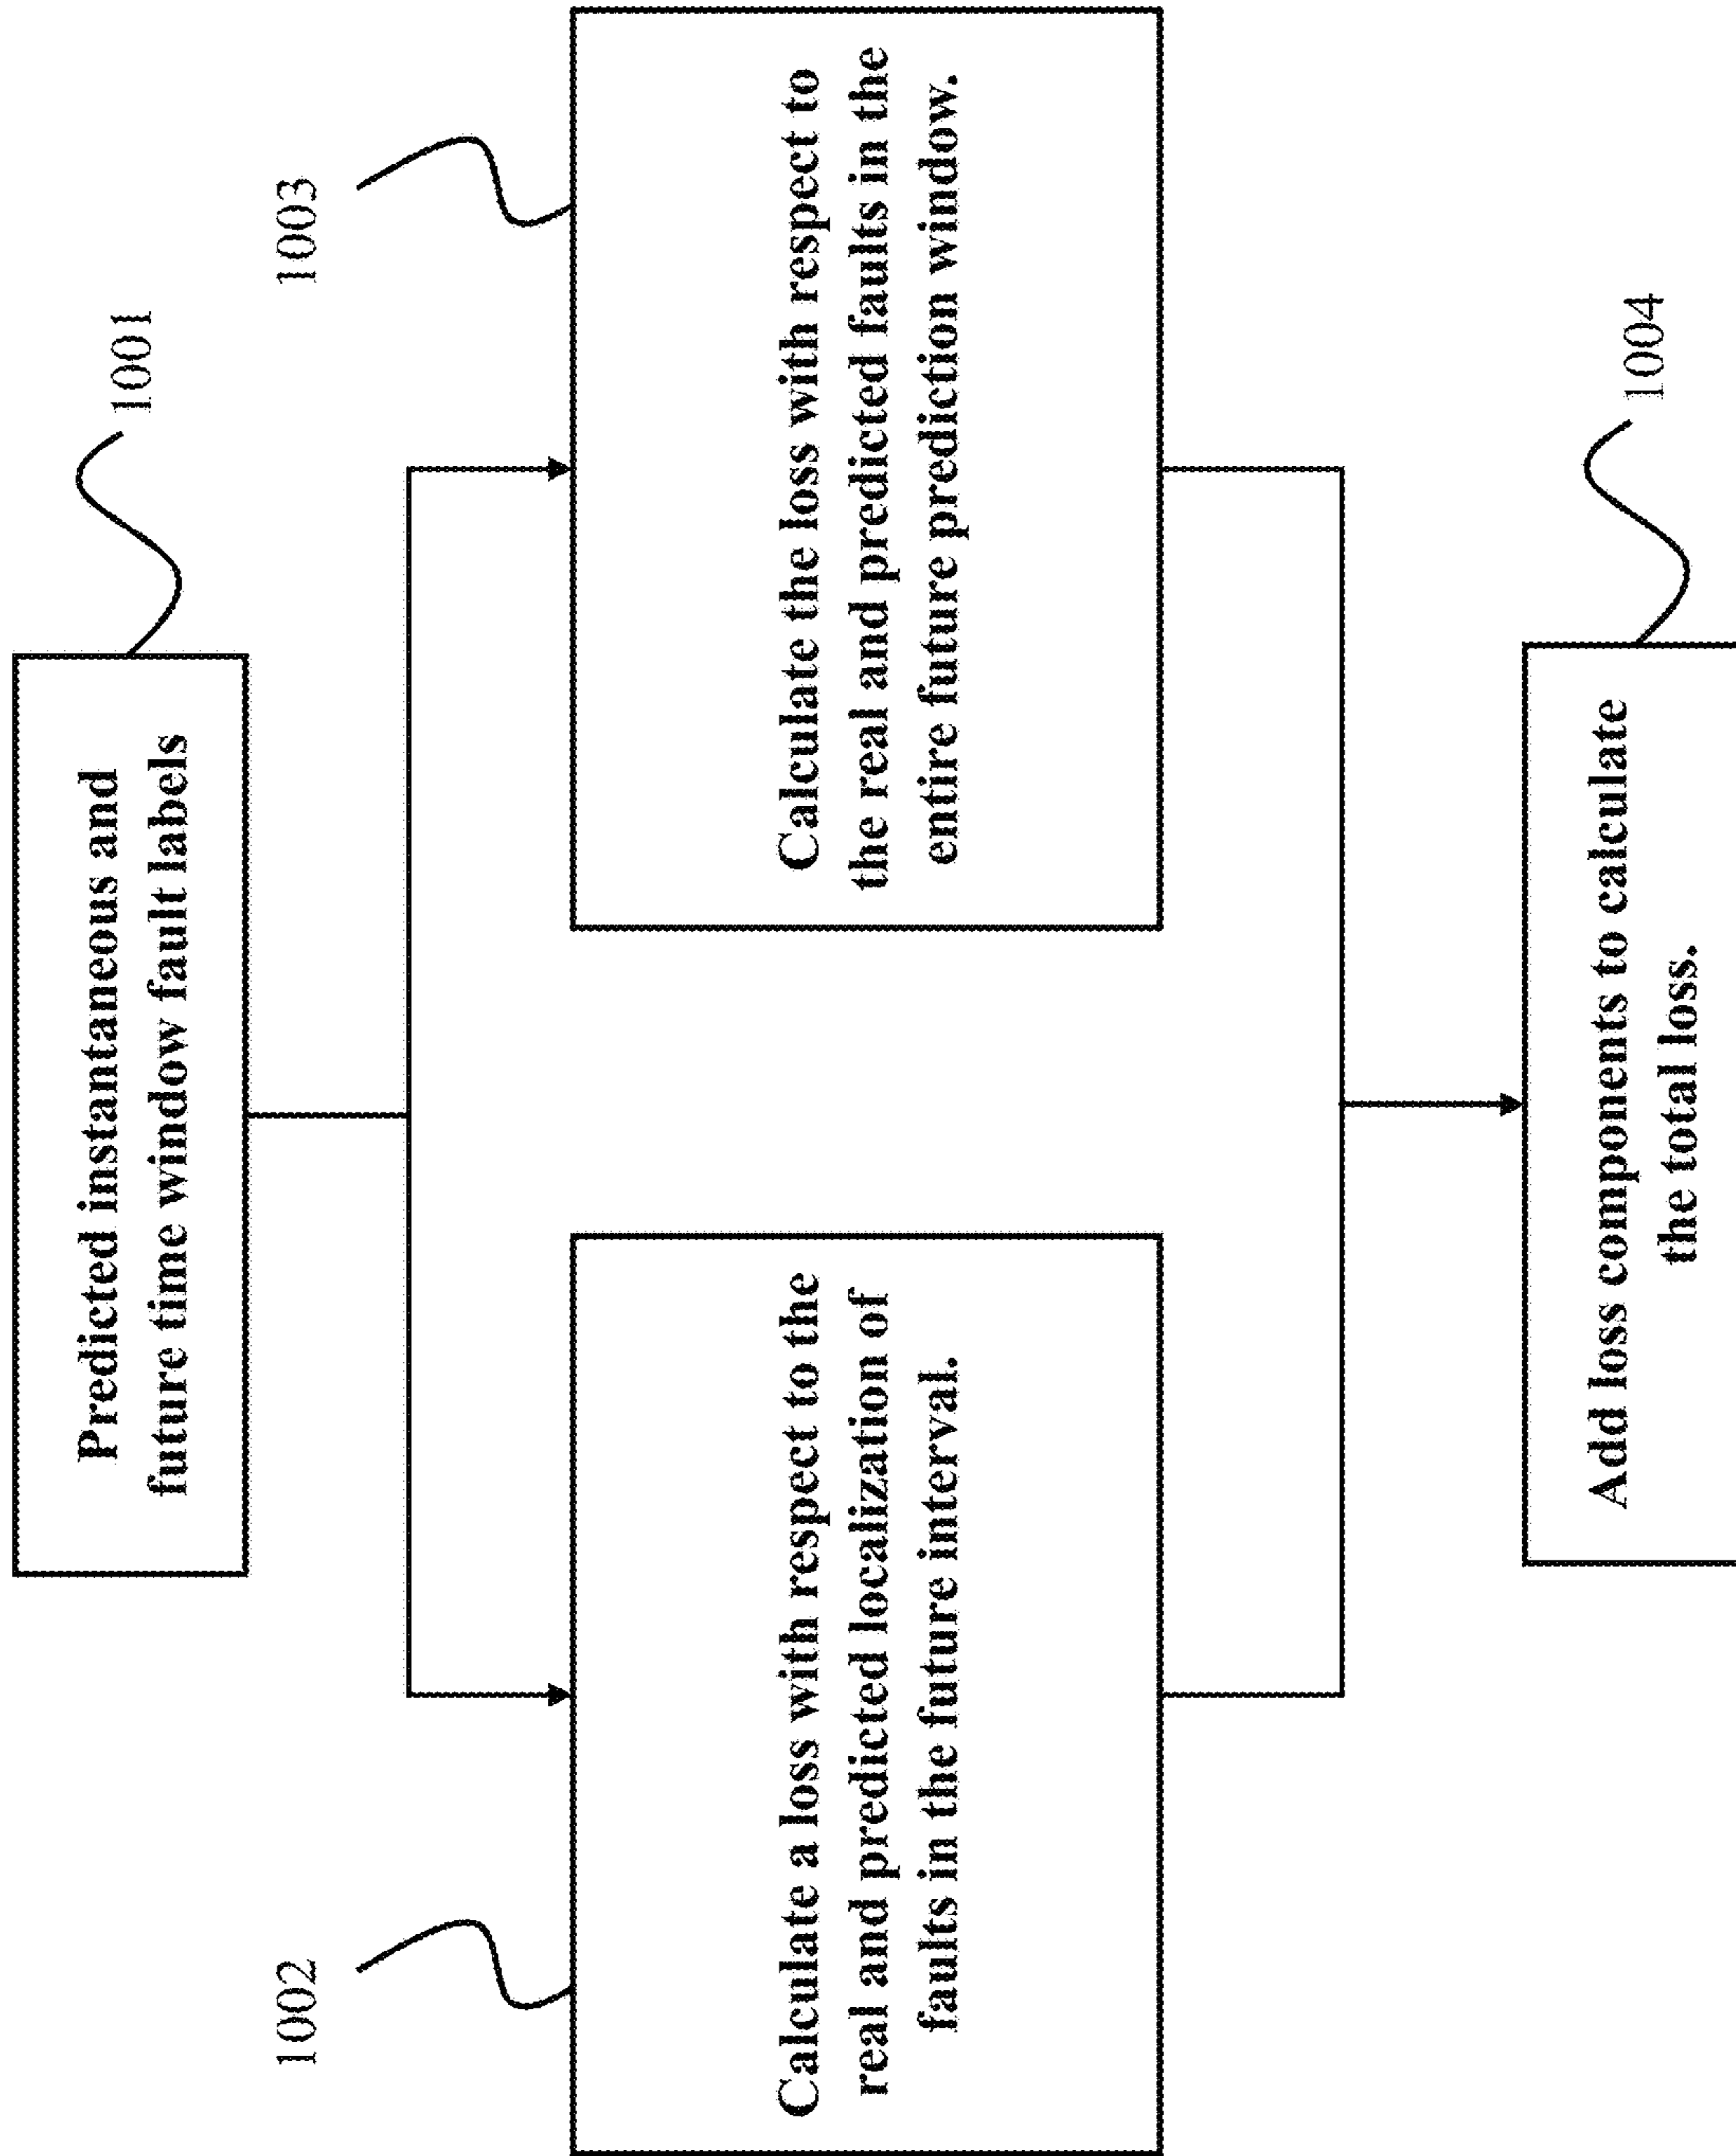 Predicted instantaneous and
future time window fault labels
1001
1002
Calculate a loss with respect to the
real and predicted localization of
faults in the future interval.
1003
Calculate the loss with respect to
the real and predicted faults in the
entire future prediction window.
Add loss components to calculate
the total loss.
1004